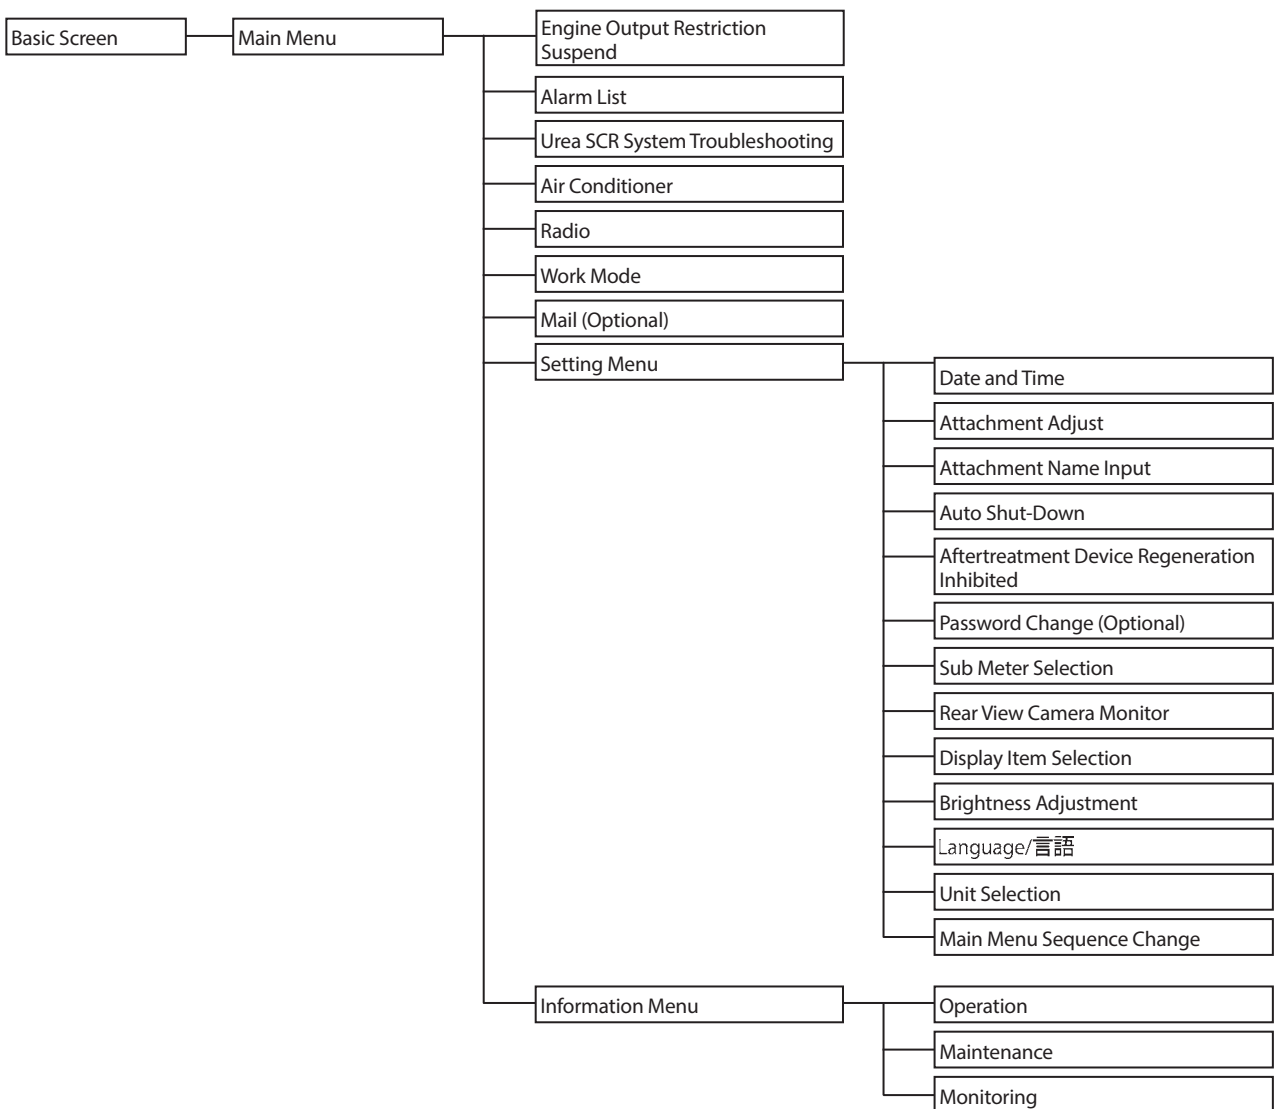 Basic Screen
Main Menu
Engine Output Restriction
Suspend
Alarm List
Urea SCR System Troubleshooting
Air Conditioner
Radio
Work Mode
Mail (Optional)
Setting Menu
Date and Time
Attachment Adjust
Attachment Name Input
Auto Shut-Down
Aftertreatment Device Regeneration
Inhibited
Password Change (Optional)
Sub Meter Selection
Rear View Camera Monitor
Display Item Selection
Brightness Adjustment
Language/言語
Unit Selection
Main Menu Sequence Change
Information Menu
Operation
Maintenance
Monitoring